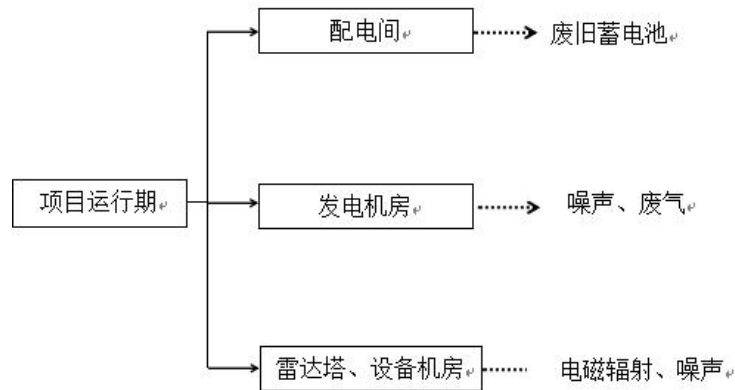 配电间
废旧蓄电池
项目运行期
发电机房
噪声、废气
雷达塔、设备机房
电磁辐射、噪声